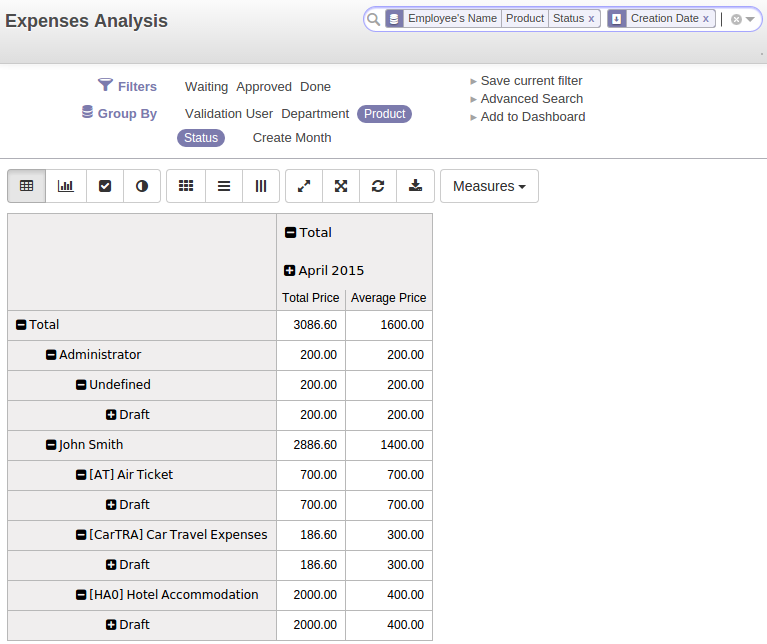 Expenses Analysis
Employee's Name Product Status x Creation Date x
Filters Waiting Approved Done
Group By Validation User Department Product
Status Create Month
Save current filter
Advanced Search
Add to Dashboard
Measures
Total
April 2015
Total Price Average Price
Total 3086.60 1600.00
Administrator 200.00 200.00
Undefined 200.00 200.00
Draft 200.00 200.00
John Smith 2886.60 1400.00
[AT] Air Ticket 700.00 700.00
Draft 700.00 700.00
[CarTRA] Car Travel Expenses 186.60 300.00
Draft 186.60 300.00
[HA0] Hotel Accommodation 2000.00 400.00
Draft 2000.00 400.00